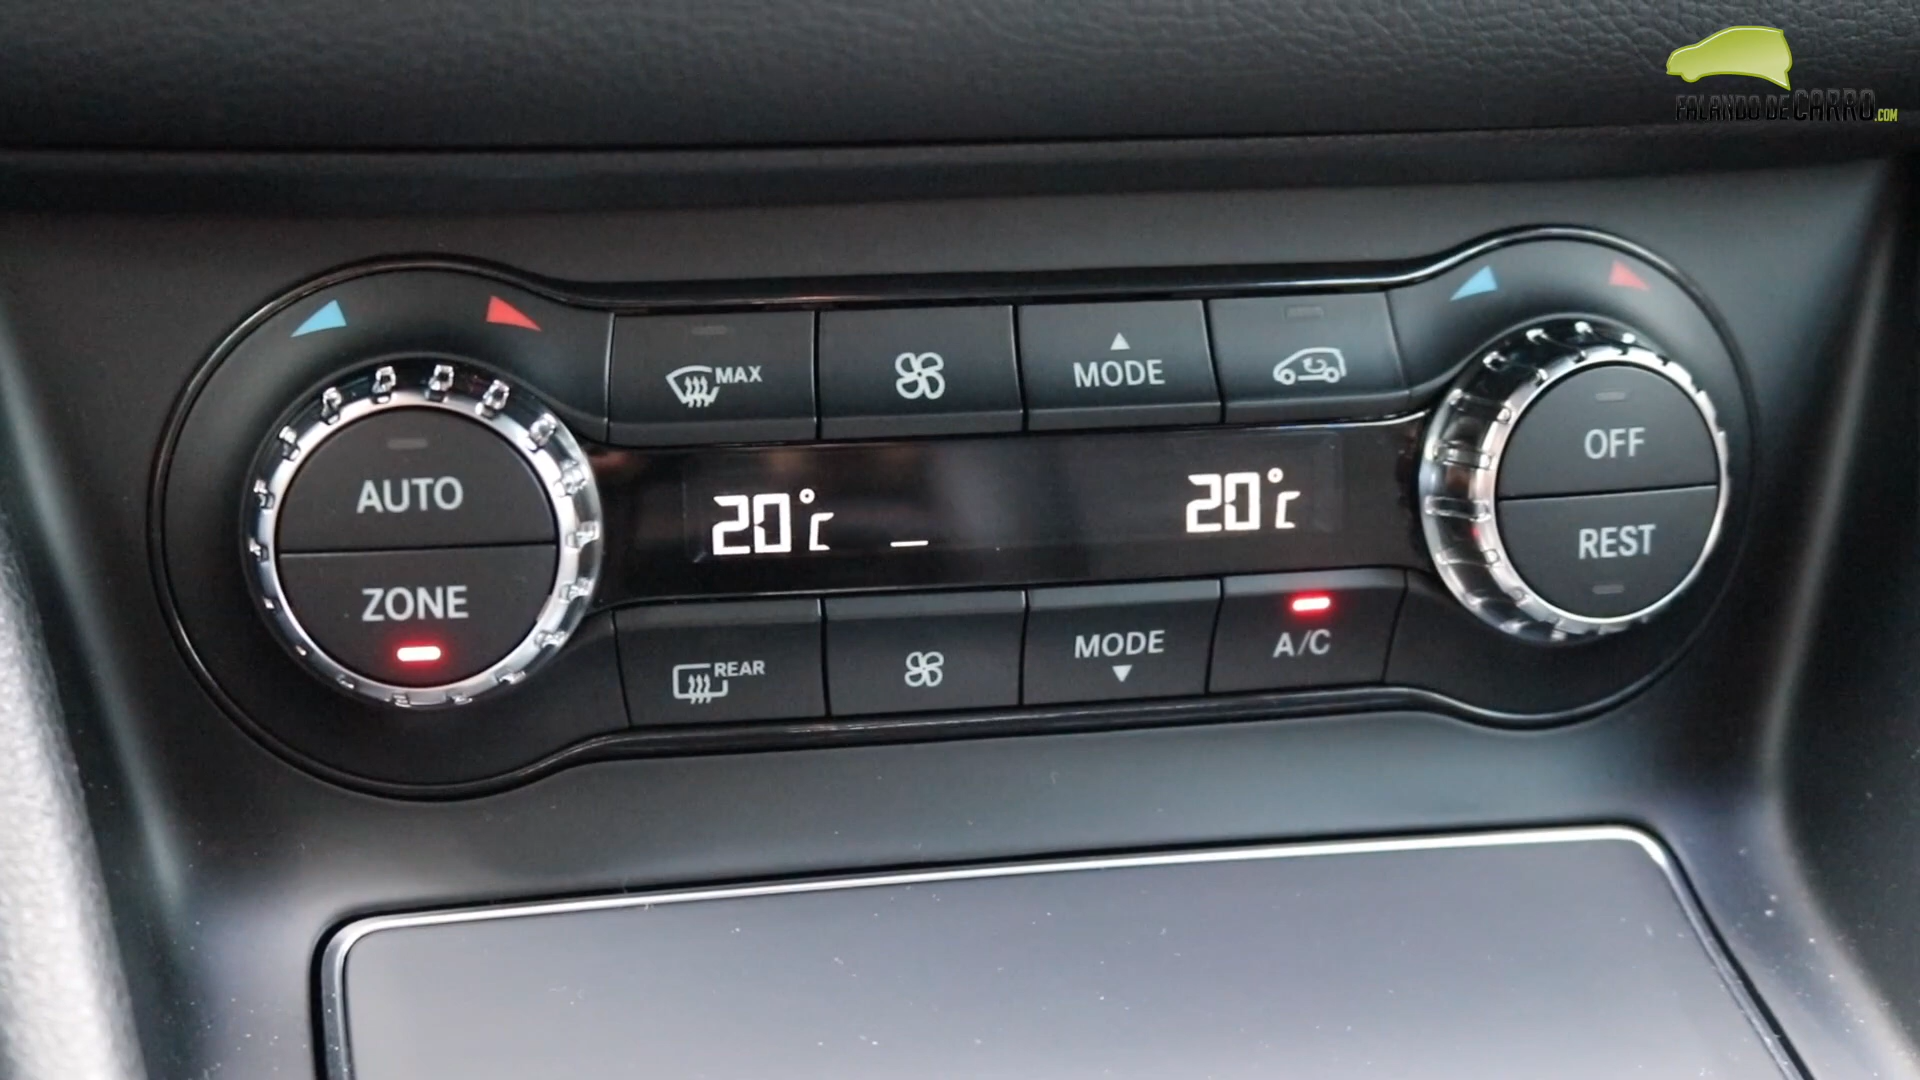 FALANDO DE CARRO.COM
MAX
MODE
AUTO
ZONE
20°C
20°C
OFF
REST
REAR
MODE
A/C